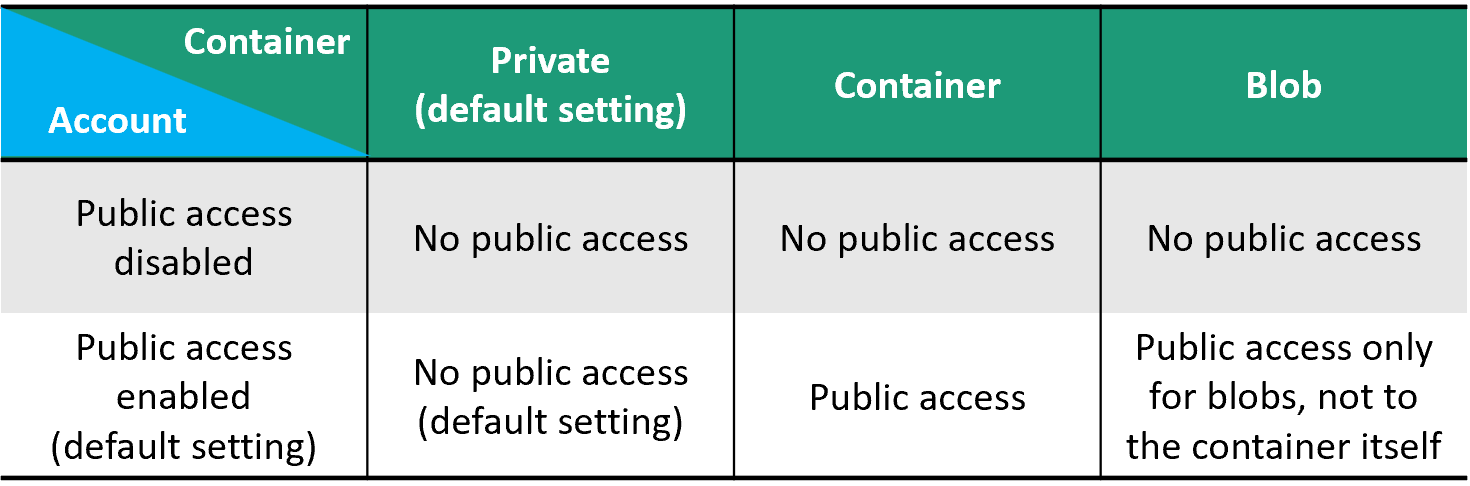 Container
Account
Private
(default setting)
Container
Blob
Public access
disabled
No public access
No public access
No public access
Public access
enabled
(default setting)
No public access
(default setting)
Public access
Public access only
for blobs, not to
the container itself